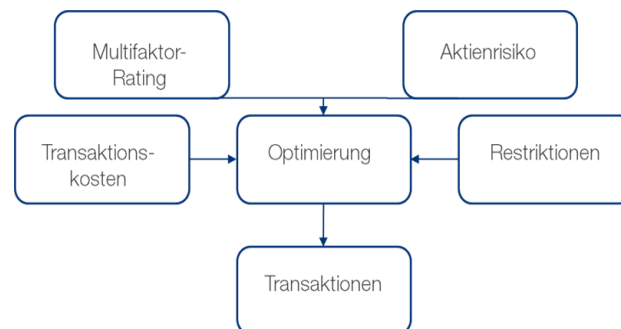 Multifaktor-
Rating
Aktienrisiko
Transaktions-
kosten
Optimierung
Restriktionen
Transaktionen